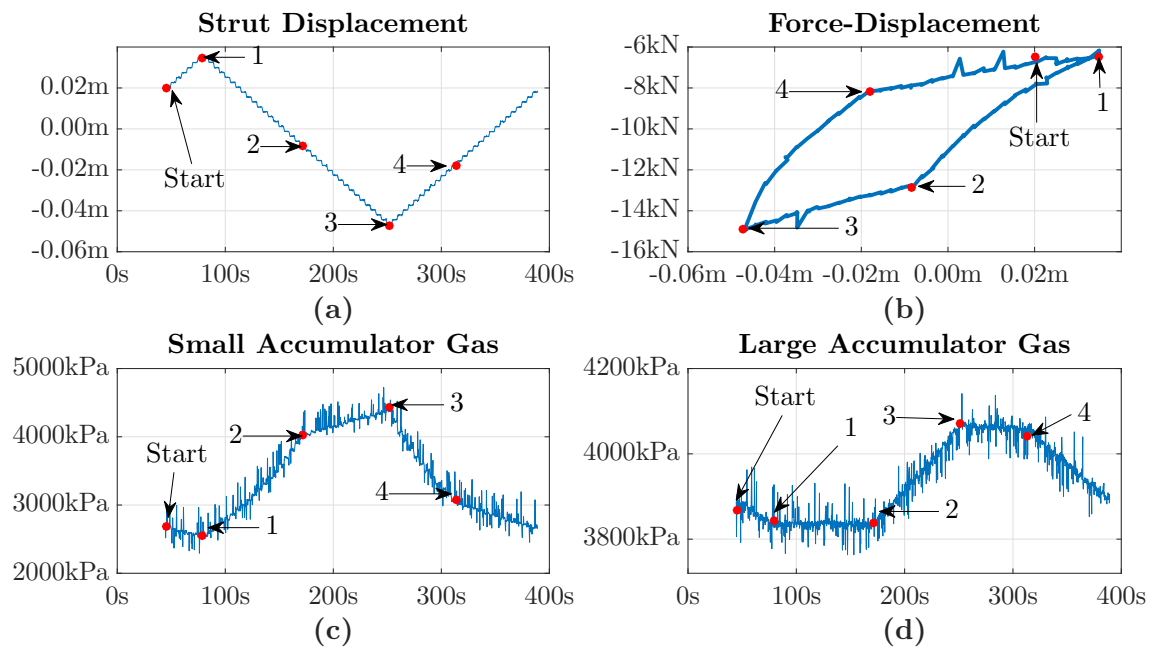 Strut Displacement
0.02m
0.00m
-0.02m
-0.04m
-0.06m
0s 100s 200s 300s 400s
Start
1
2
3
4
(a)
Force-Displacement
-6kN
-8kN
-10kN
-12kN
-14kN
-16kN
-0.06m -0.04m -0.02m 0.00m 0.02m
4
Start
1
2
3
(b)
Small Accumulator Gas
5000kPa
4000kPa
3000kPa
2000kPa
0s 100s 200s 300s 400s
Start
1
2
3
4
(c)
Large Accumulator Gas
4200kPa
4000kPa
3800kPa
0s 100s 200s 300s 400s
Start
1
2
3
4
(d)